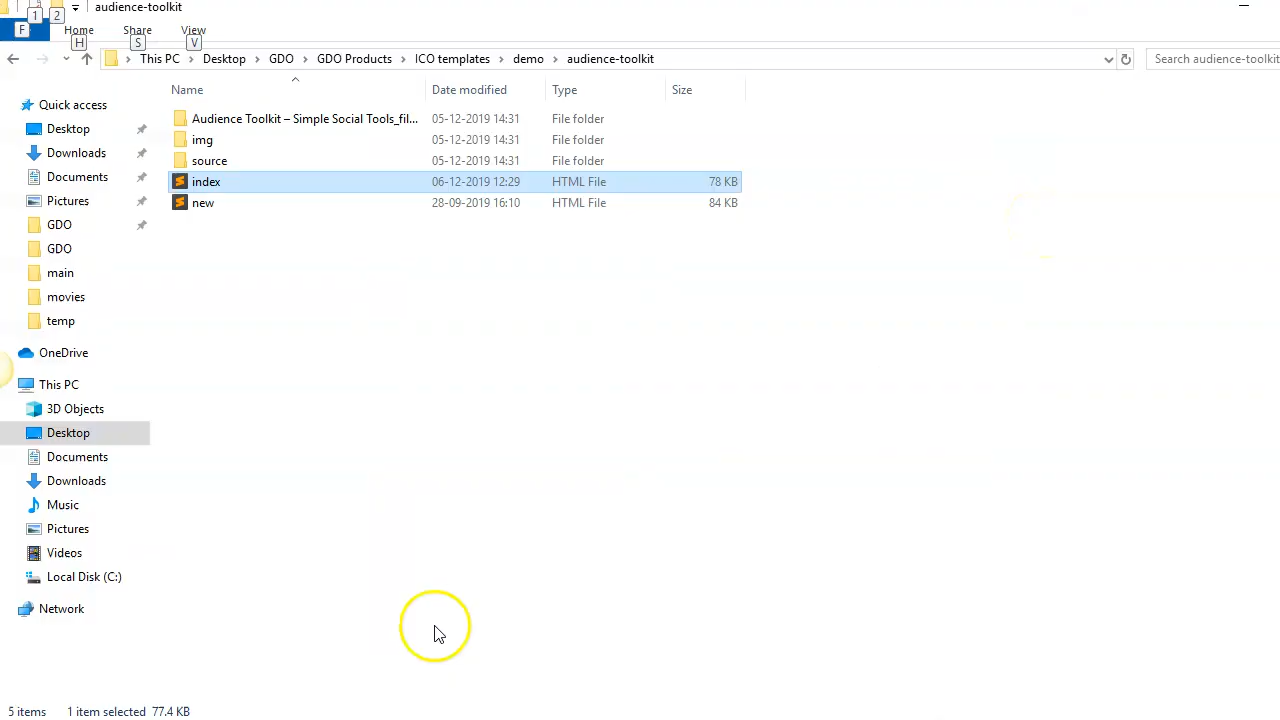 1 2 audience-toolkit
F Home Share View
H S V
This PC Desktop GDO GDO Products ICO templates demo audience-toolkit Search audience-toolkit
Name Date modified Type Size
Quick access
Desktop
Downloads
Documents
Pictures
GDO
GDO
main
movies
temp
OneDrive
This PC
3D Objects
Desktop
Documents
Downloads
Music
Pictures
Videos
Local Disk (C:)
Network
Audience Toolkit – Simple Social Tools_fil... 05-12-2019 14:31 File folder
img 05-12-2019 14:31 File folder
source 05-12-2019 14:31 File folder
index 06-12-2019 12:29 HTML File 78 KB
new 28-09-2019 16:10 HTML File 84 KB
5 items 1 item selected 77.4 KB